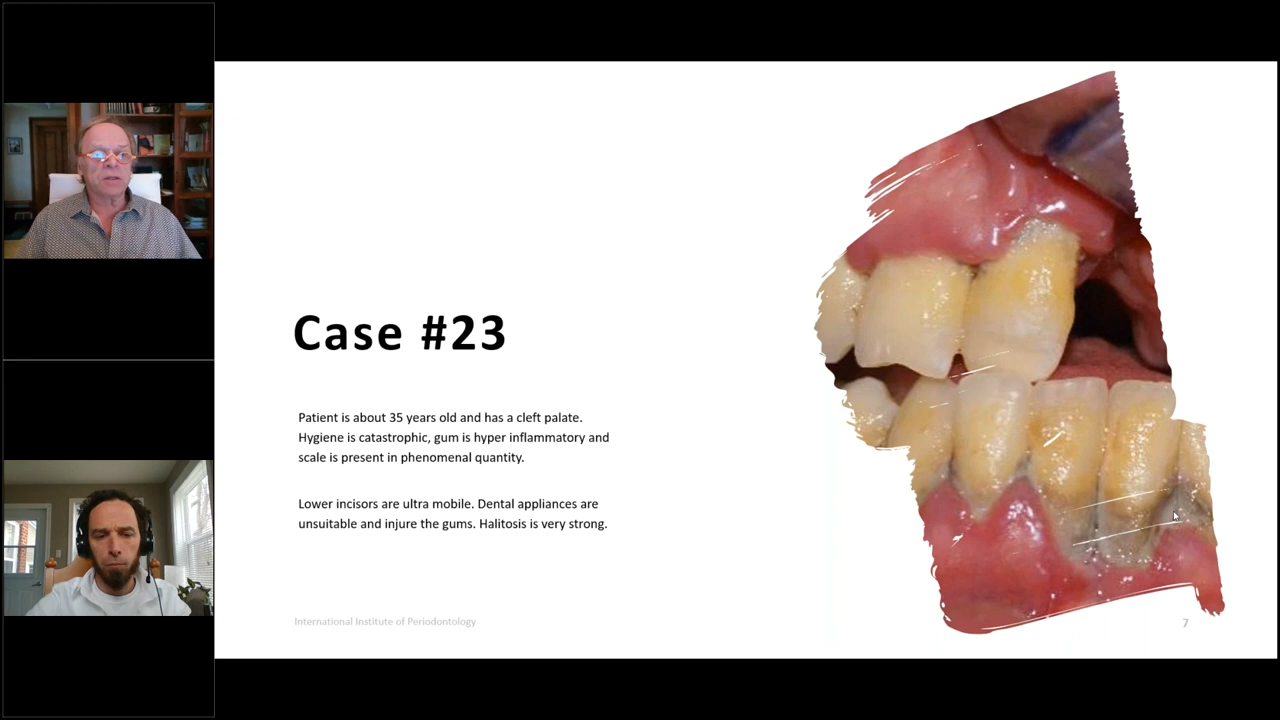 Case #23
Patient is about 35 years old and has a cleft palate.
Hygiene is catastrophic, gum is hyper inflammatory and
scale is present in phenomenal quantity.
Lower incisors are ultra mobile. Dental appliances are
unsuitable and injure the gums. Halitosis is very strong.
International Institute of Periodontology
7